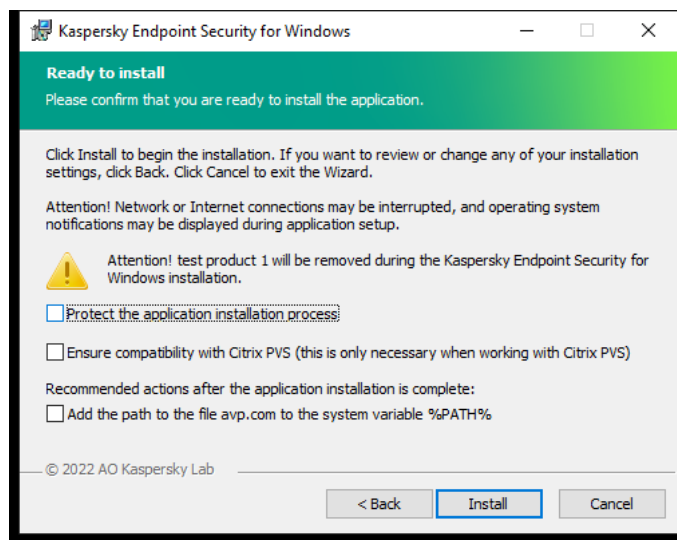 Kaspersky Endpoint Security for Windows
Ready to install
Please confirm that you are ready to install the application.
Click Install to begin the installation. If you want to review or change any of your installation
settings, click Back. Click Cancel to exit the Wizard.
Attention! Network or Internet connections may be interrupted, and operating system
notifications may be displayed during application setup.
Attention! test product 1 will be removed during the Kaspersky Endpoint Security for
Windows installation.
Protect the application installation process
Ensure compatibility with Citrix PVS (this is only necessary when working with Citrix PVS)
Recommended actions after the application installation is complete:
Add the path to the file avp.com to the system variable %PATH%
© 2022 AO Kaspersky Lab
< Back Install Cancel